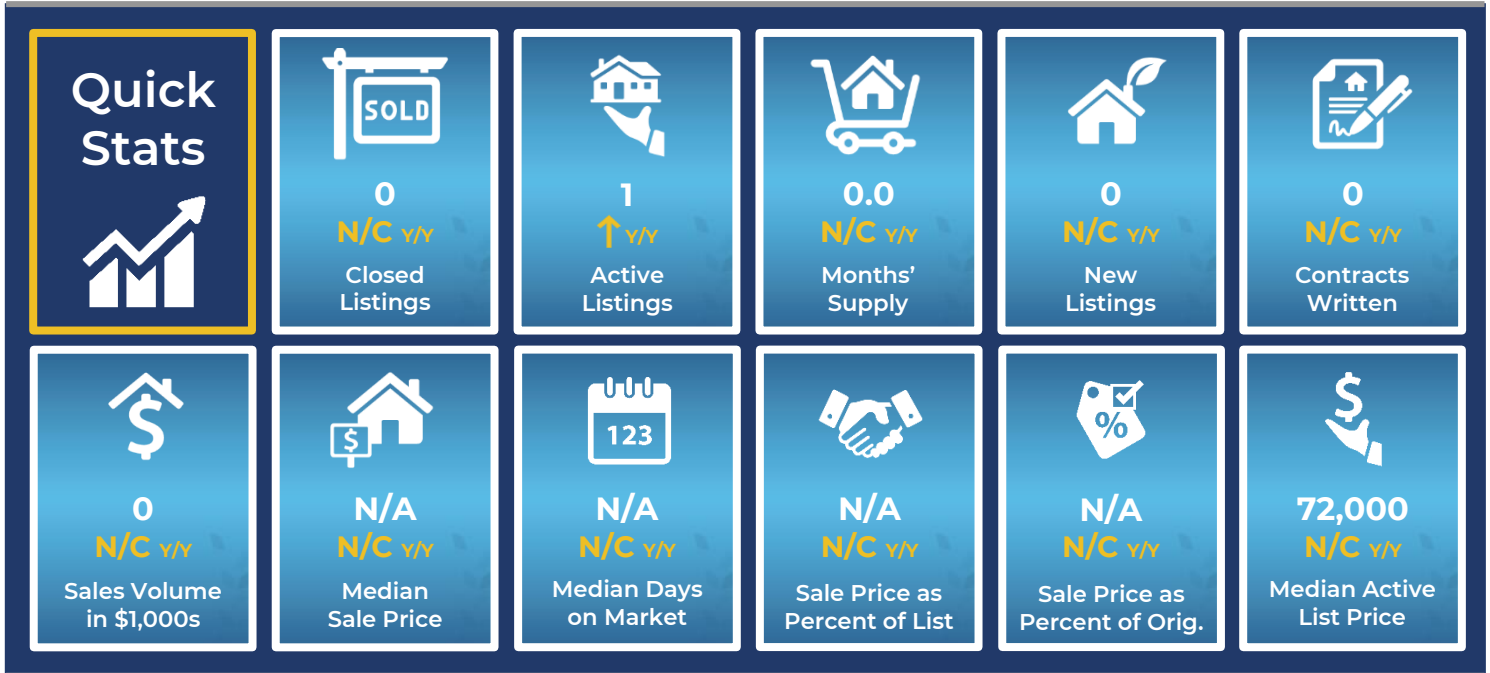 Quick
Stats
SOLD
0
N/C Y/Y
Closed
Listings
1
↑ Y/Y
Active
Listings
0.0
N/C Y/Y
Months’
Supply
0
N/C Y/Y
New
Listings
0
N/C Y/Y
Contracts
Written
$
0
N/C Y/Y
Sales Volume
in $1,000s
$
N/A
N/C Y/Y
Median
Sale Price
123
N/A
N/C Y/Y
Median Days
on Market
N/A
N/C Y/Y
Sale Price as
Percent of List
%
N/A
N/C Y/Y
Sale Price as
Percent of Orig.
$
72,000
N/C Y/Y
Median Active
List Price